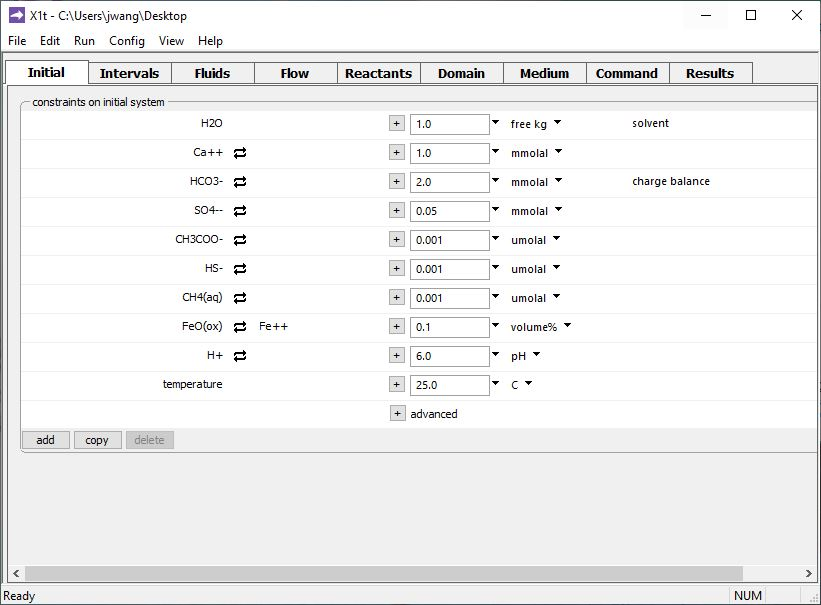 X1t - C:\Users\jwang\Desktop
File Edit Run Config View Help
Initial Intervals Fluids Flow Reactants Domain Medium Command Results
constraints on initial system
H2O + 1.0 free kg solvent
Ca++ + 1.0 mmolal
HCO3- + 2.0 mmolal charge balance
SO4-- + 0.05 mmolal
CH3COO- + 0.001 umolal
HS- + 0.001 umolal
CH4(aq) + 0.001 umolal
FeO(ox) Fe++ + 0.1 volume%
H+ + 6.0 pH
temperature + 25.0 C
+ advanced
add copy delete
Ready NUM